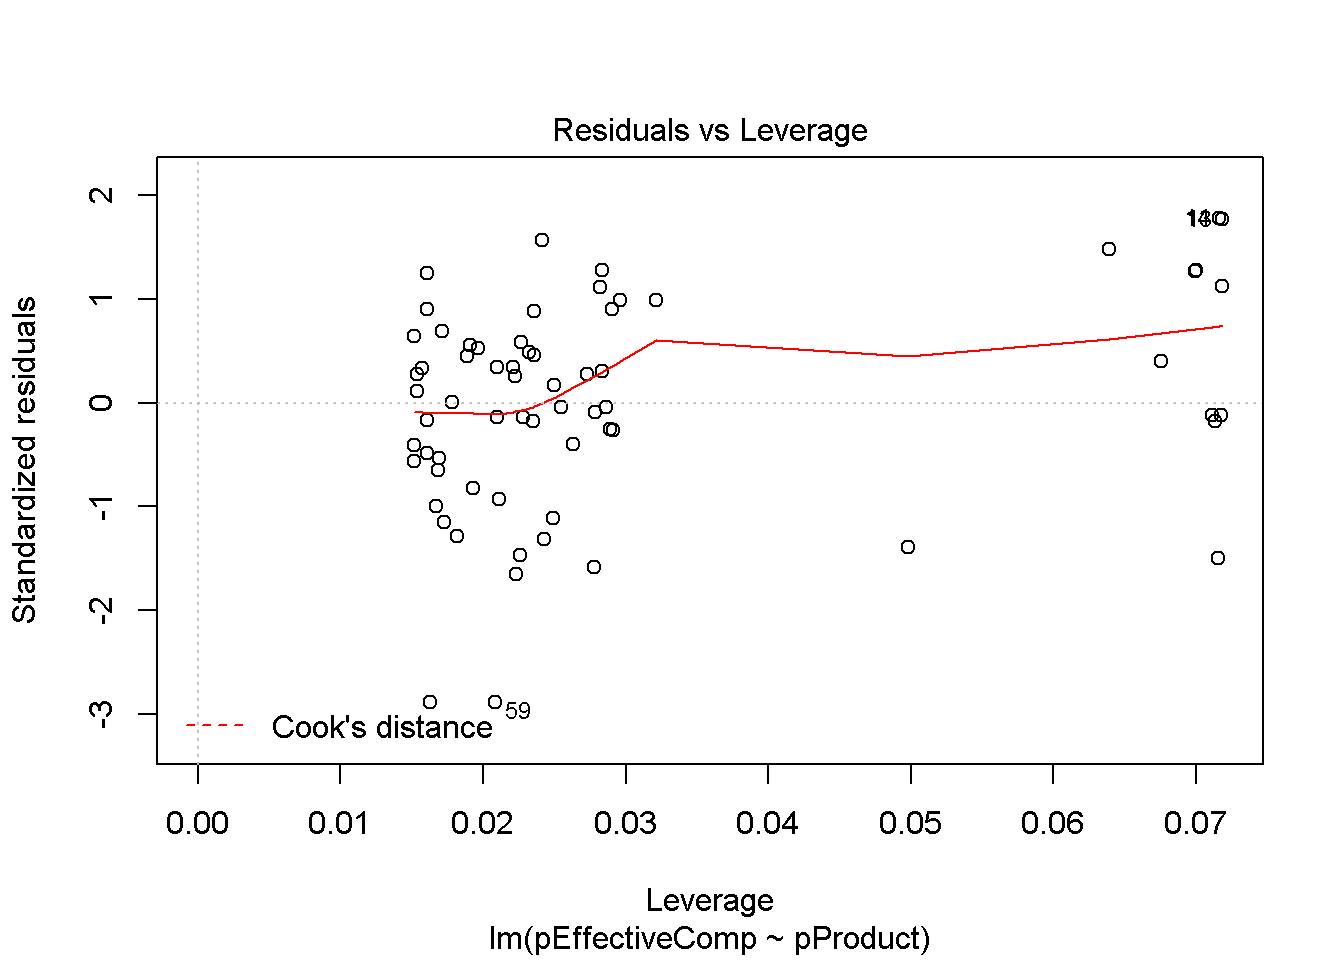 Residuals vs Leverage
Standardized residuals
2
1
0
-1
-2
-3
59
Cook's distance
0.00 0.01 0.02 0.03 0.04 0.05 0.06 0.07
Leverage
lm(pEffectiveComp ~ pProduct)